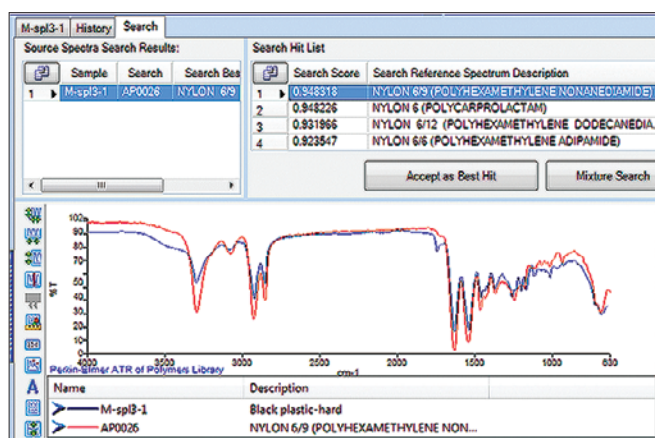 M-spl3-1 History Search
Source Spectra Search Results:
Sample Search Search Bes
1 M-spl3-1 AP0026 NYLON 6/9
Search Hit List
Search Score Search Reference Spectrum Description
1 0.948318 NYLON 6/9 (POLYHEXAMETHYLENE NONANEDIAMIDE)
2 0.948226 NYLON 6 (POLYCARPROLACTAM)
3 0.931966 NYLON 6/12 (POLYHEXAMETHYLENE DODECANEDIA.
4 0.923547 NYLON 6/6 (POLYHEXAMETHYLENE ADIPAMIDE)
Accept as Best Hit Mixture Search
%T
102
90
80
70
60
50
40
30
20
10
0
4000 3000 2000 1500 1000 630
cm-1
Perkin-Elmer ATR of Polymers Library
Name Description
M-spl3-1 Black plastic-hard
AP0026 NYLON 6/9 (POLYHEXAMETHYLENE NON...